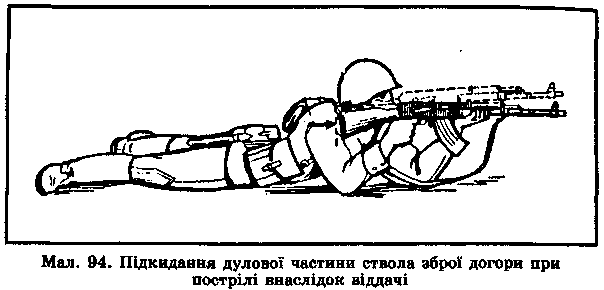 Мал. 94. Підкидання дулової частини ствола зброї догори при
пострілі внаслідок віддачі